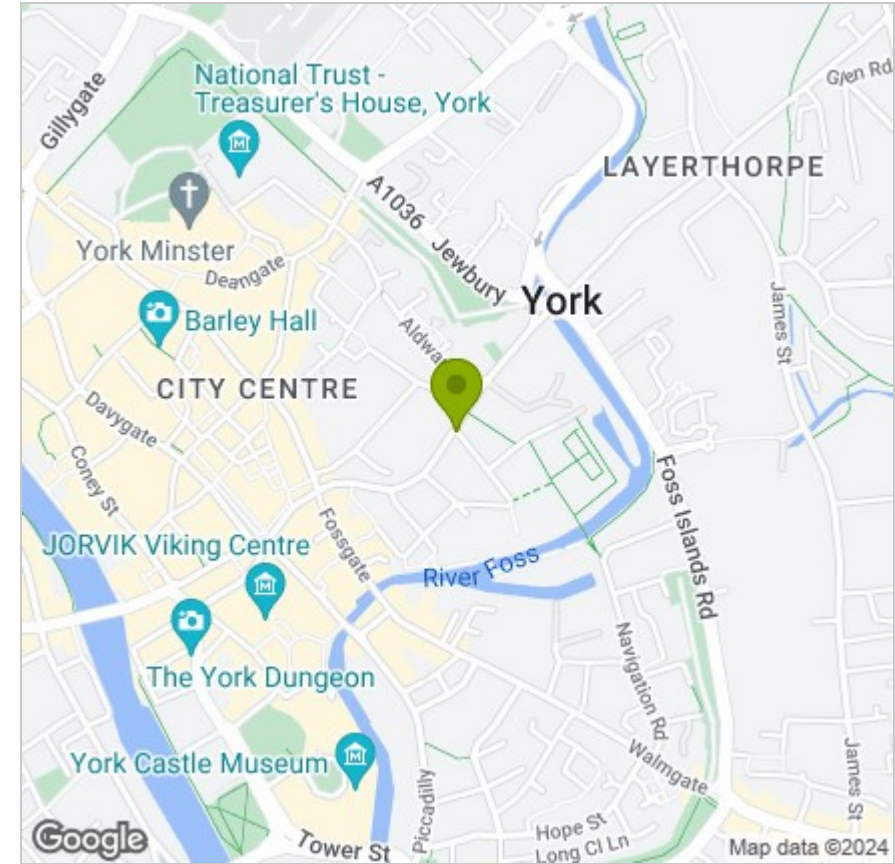 Gillygate
National Trust -
Treasurer's House, York
Glen Rd
LAYERTHORPE
A1036
Jewbury
York Minster
Deangate
York
James St
Barley Hall
Aldwa
CITY CENTRE
Davygate
Coney St
Fossgate
Foss Islands Rd
JORVIK Viking Centre
River Foss
The York Dungeon
Navigation Rd
York Castle Museum
Walmgate
James St
Piccadilly
Hope St
Long Cl Ln
Tower St
Google
Map data ©2024